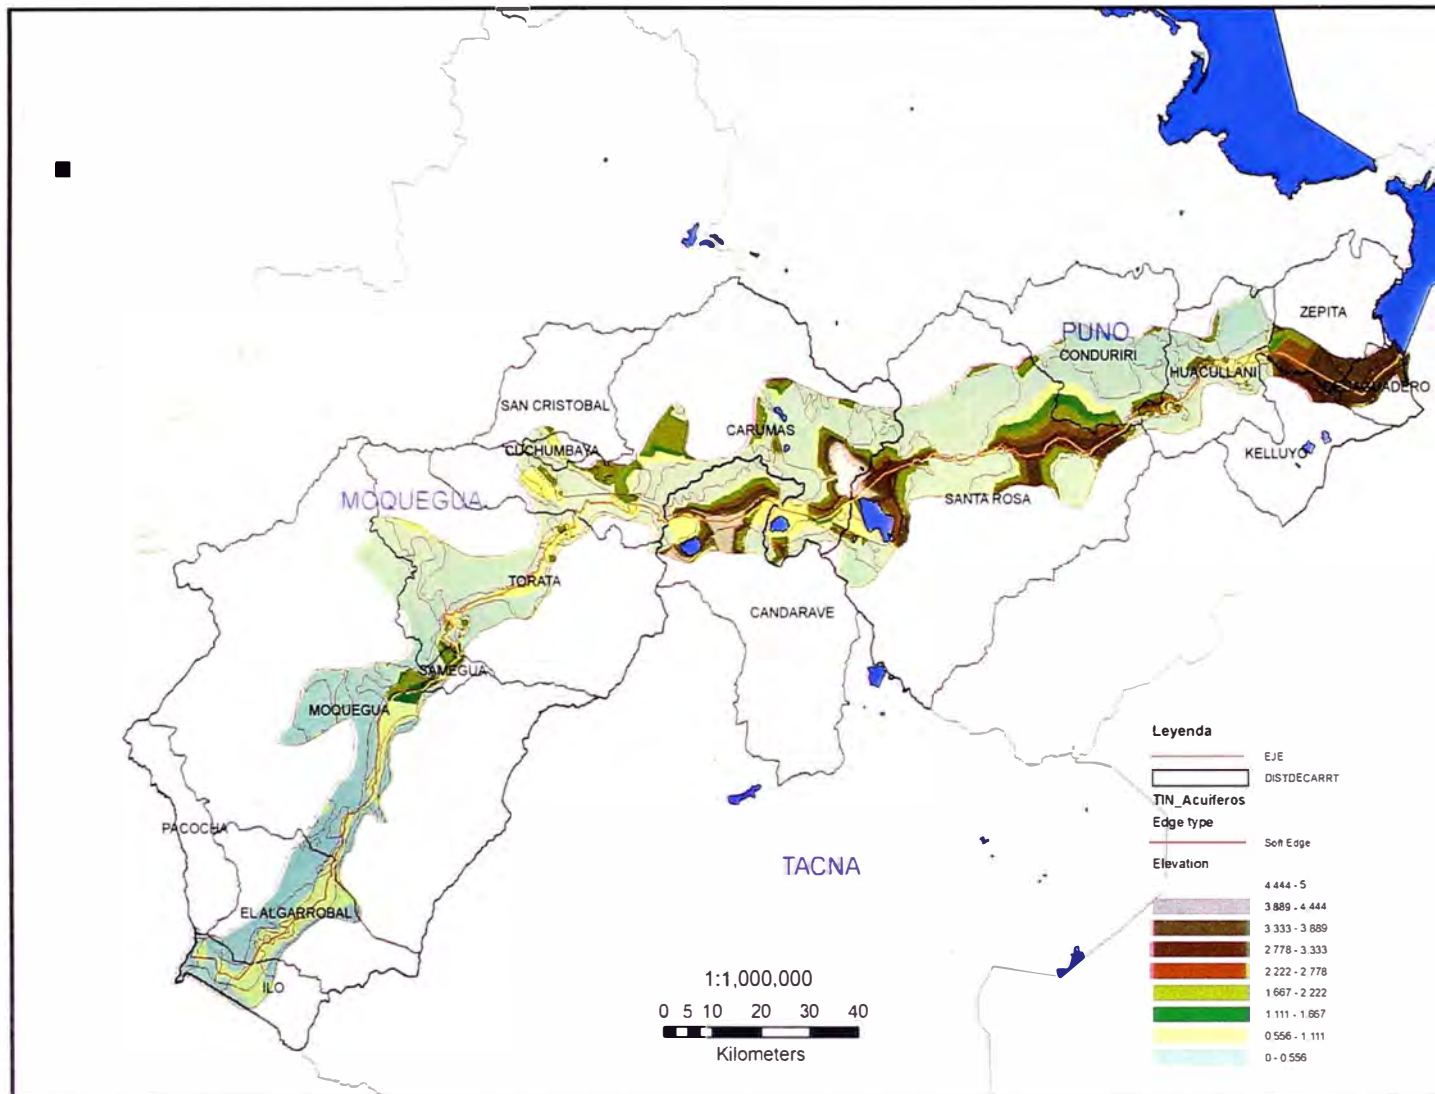 ZEPITA
PUNO
CONDURIRI
HUACULLANI
DESAGUADERO
SAN CRISTOBAL
CARUMAS
CUCHUMBAYA
KELLUYO
MOQUEGUA
SANTA ROSA
TORATA
CANDARAVE
SAMEGUA
MOQUEGUA
PACOCHA
TACNA
EL ALGARROBAL
ILO
1:1,000,000
0 5 10 20 30 40
Kilometers
Leyenda
EJE
DISTDECARRT
TIN_Acuiferos
Edge type
Soft Edge
Elevation
4 444 - 5
3 889 - 4 444
3 333 - 3 889
2 778 - 3 333
2 222 - 2 778
1 667 - 2 222
1 111 - 1 667
0 556 - 1 111
0 - 0 556